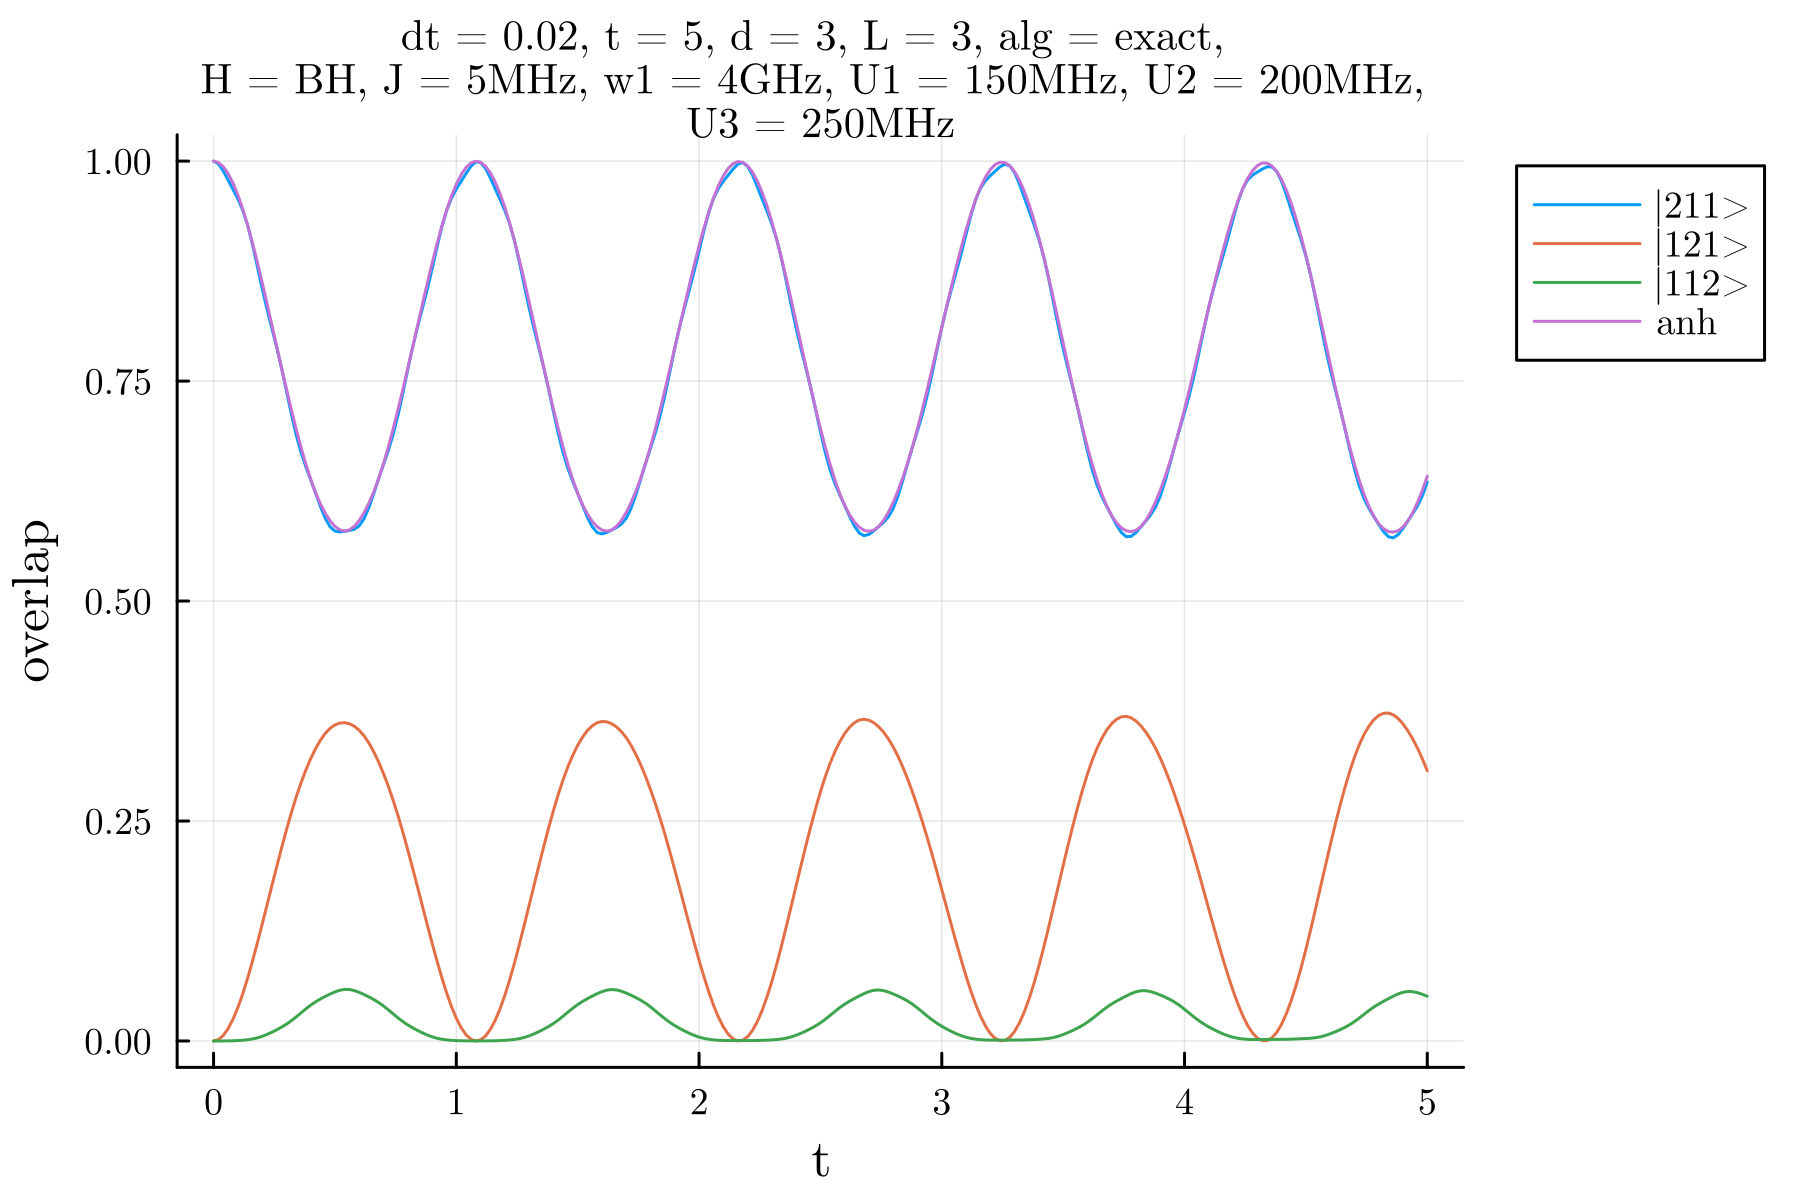 dt = 0.02, t = 5, d = 3, L = 3, alg = exact,
H = BH, J = 5MHz, w1 = 4GHz, U1 = 150MHz, U2 = 200MHz,
U3 = 250MHz
1.00
0.75
0.50
0.25
0.00
overlap
0 1 2 3 4 5
t
|211>
|121>
|112>
anh